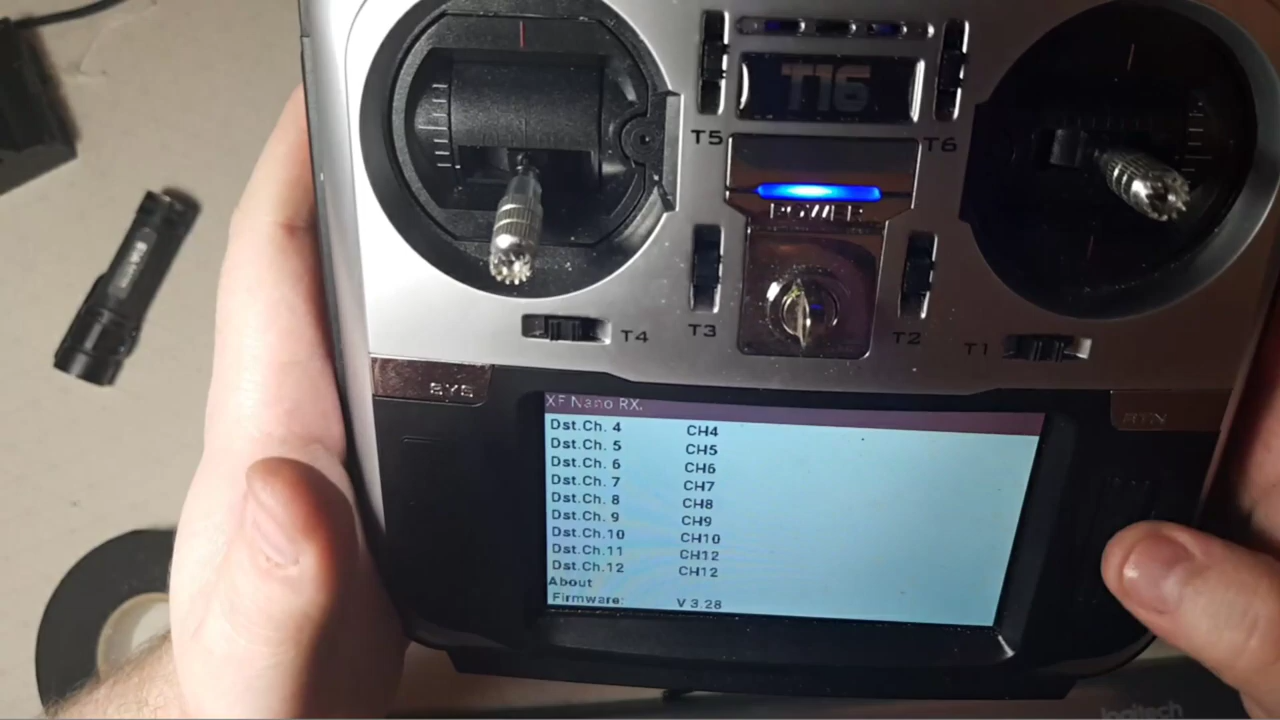 T16
T5
T6
POWER
T3
T2
T4
T1
SYS
RTN
XF Nano RX.
Dst.Ch. 4 CH4
Dst.Ch. 5 CH5
Dst.Ch. 6 CH6
Dst.Ch. 7 CH7
Dst.Ch. 8 CH8
Dst.Ch. 9 CH9
Dst.Ch.10 CH10
Dst.Ch.11 CH12
Dst.Ch.12 CH12
About
Firmware: V 3.28
logitech